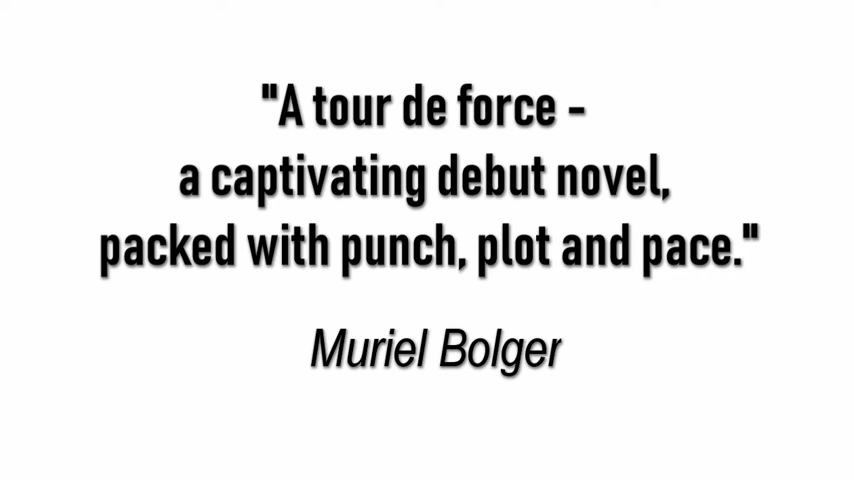 "A tour de force -
a captivating debut novel,
packed with punch, plot and pace."
Muriel Bolger